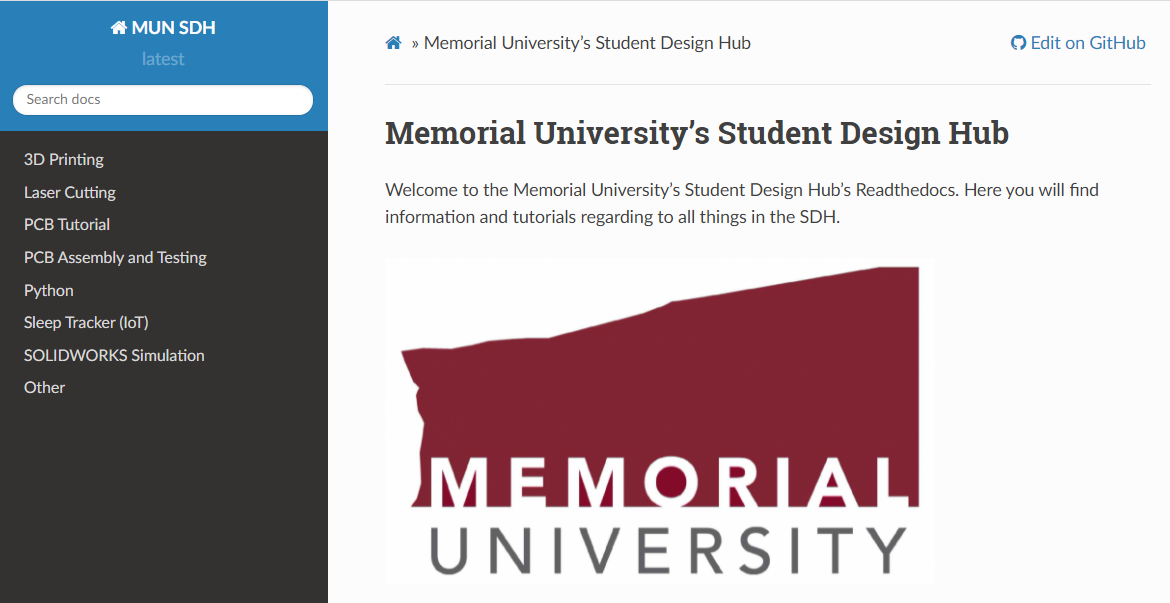 MUN SDH
latest
Search docs
3D Printing
Laser Cutting
PCB Tutorial
PCB Assembly and Testing
Python
Sleep Tracker (IoT)
SOLIDWORKS Simulation
Other
» Memorial University’s Student Design Hub
Edit on GitHub
Memorial University’s Student Design Hub
Welcome to the Memorial University’s Student Design Hub’s Readthedocs. Here you will find
information and tutorials regarding to all things in the SDH.
MEMORIAL
UNIVERSITY